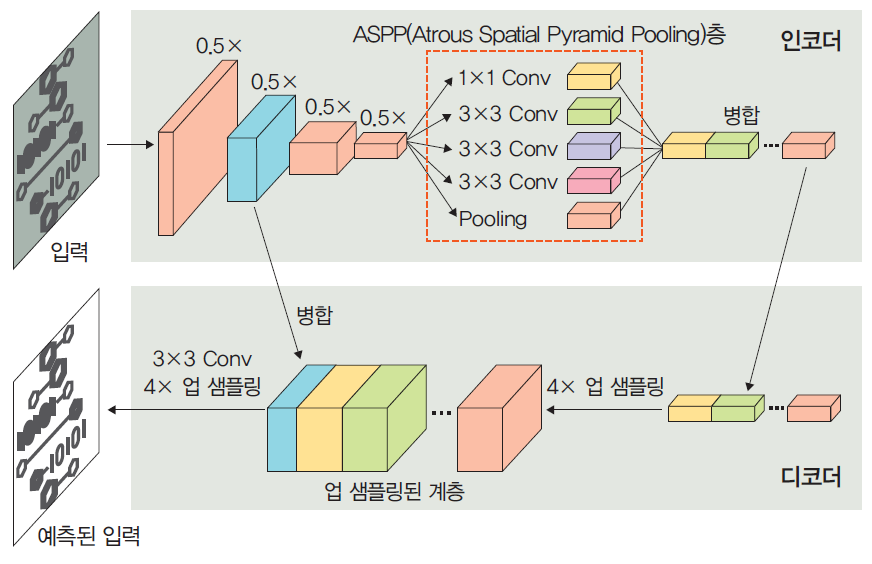 ASPP(Atrous Spatial Pyramid Pooling)층
인코더
0.5×
0.5×
0.5×
0.5×
1×1 Conv
3×3 Conv
3×3 Conv
3×3 Conv
Pooling
병합
입력
병합
3×3 Conv
4× 업 샘플링
4× 업 샘플링
업 샘플링된 계층
디코더
예측된 입력